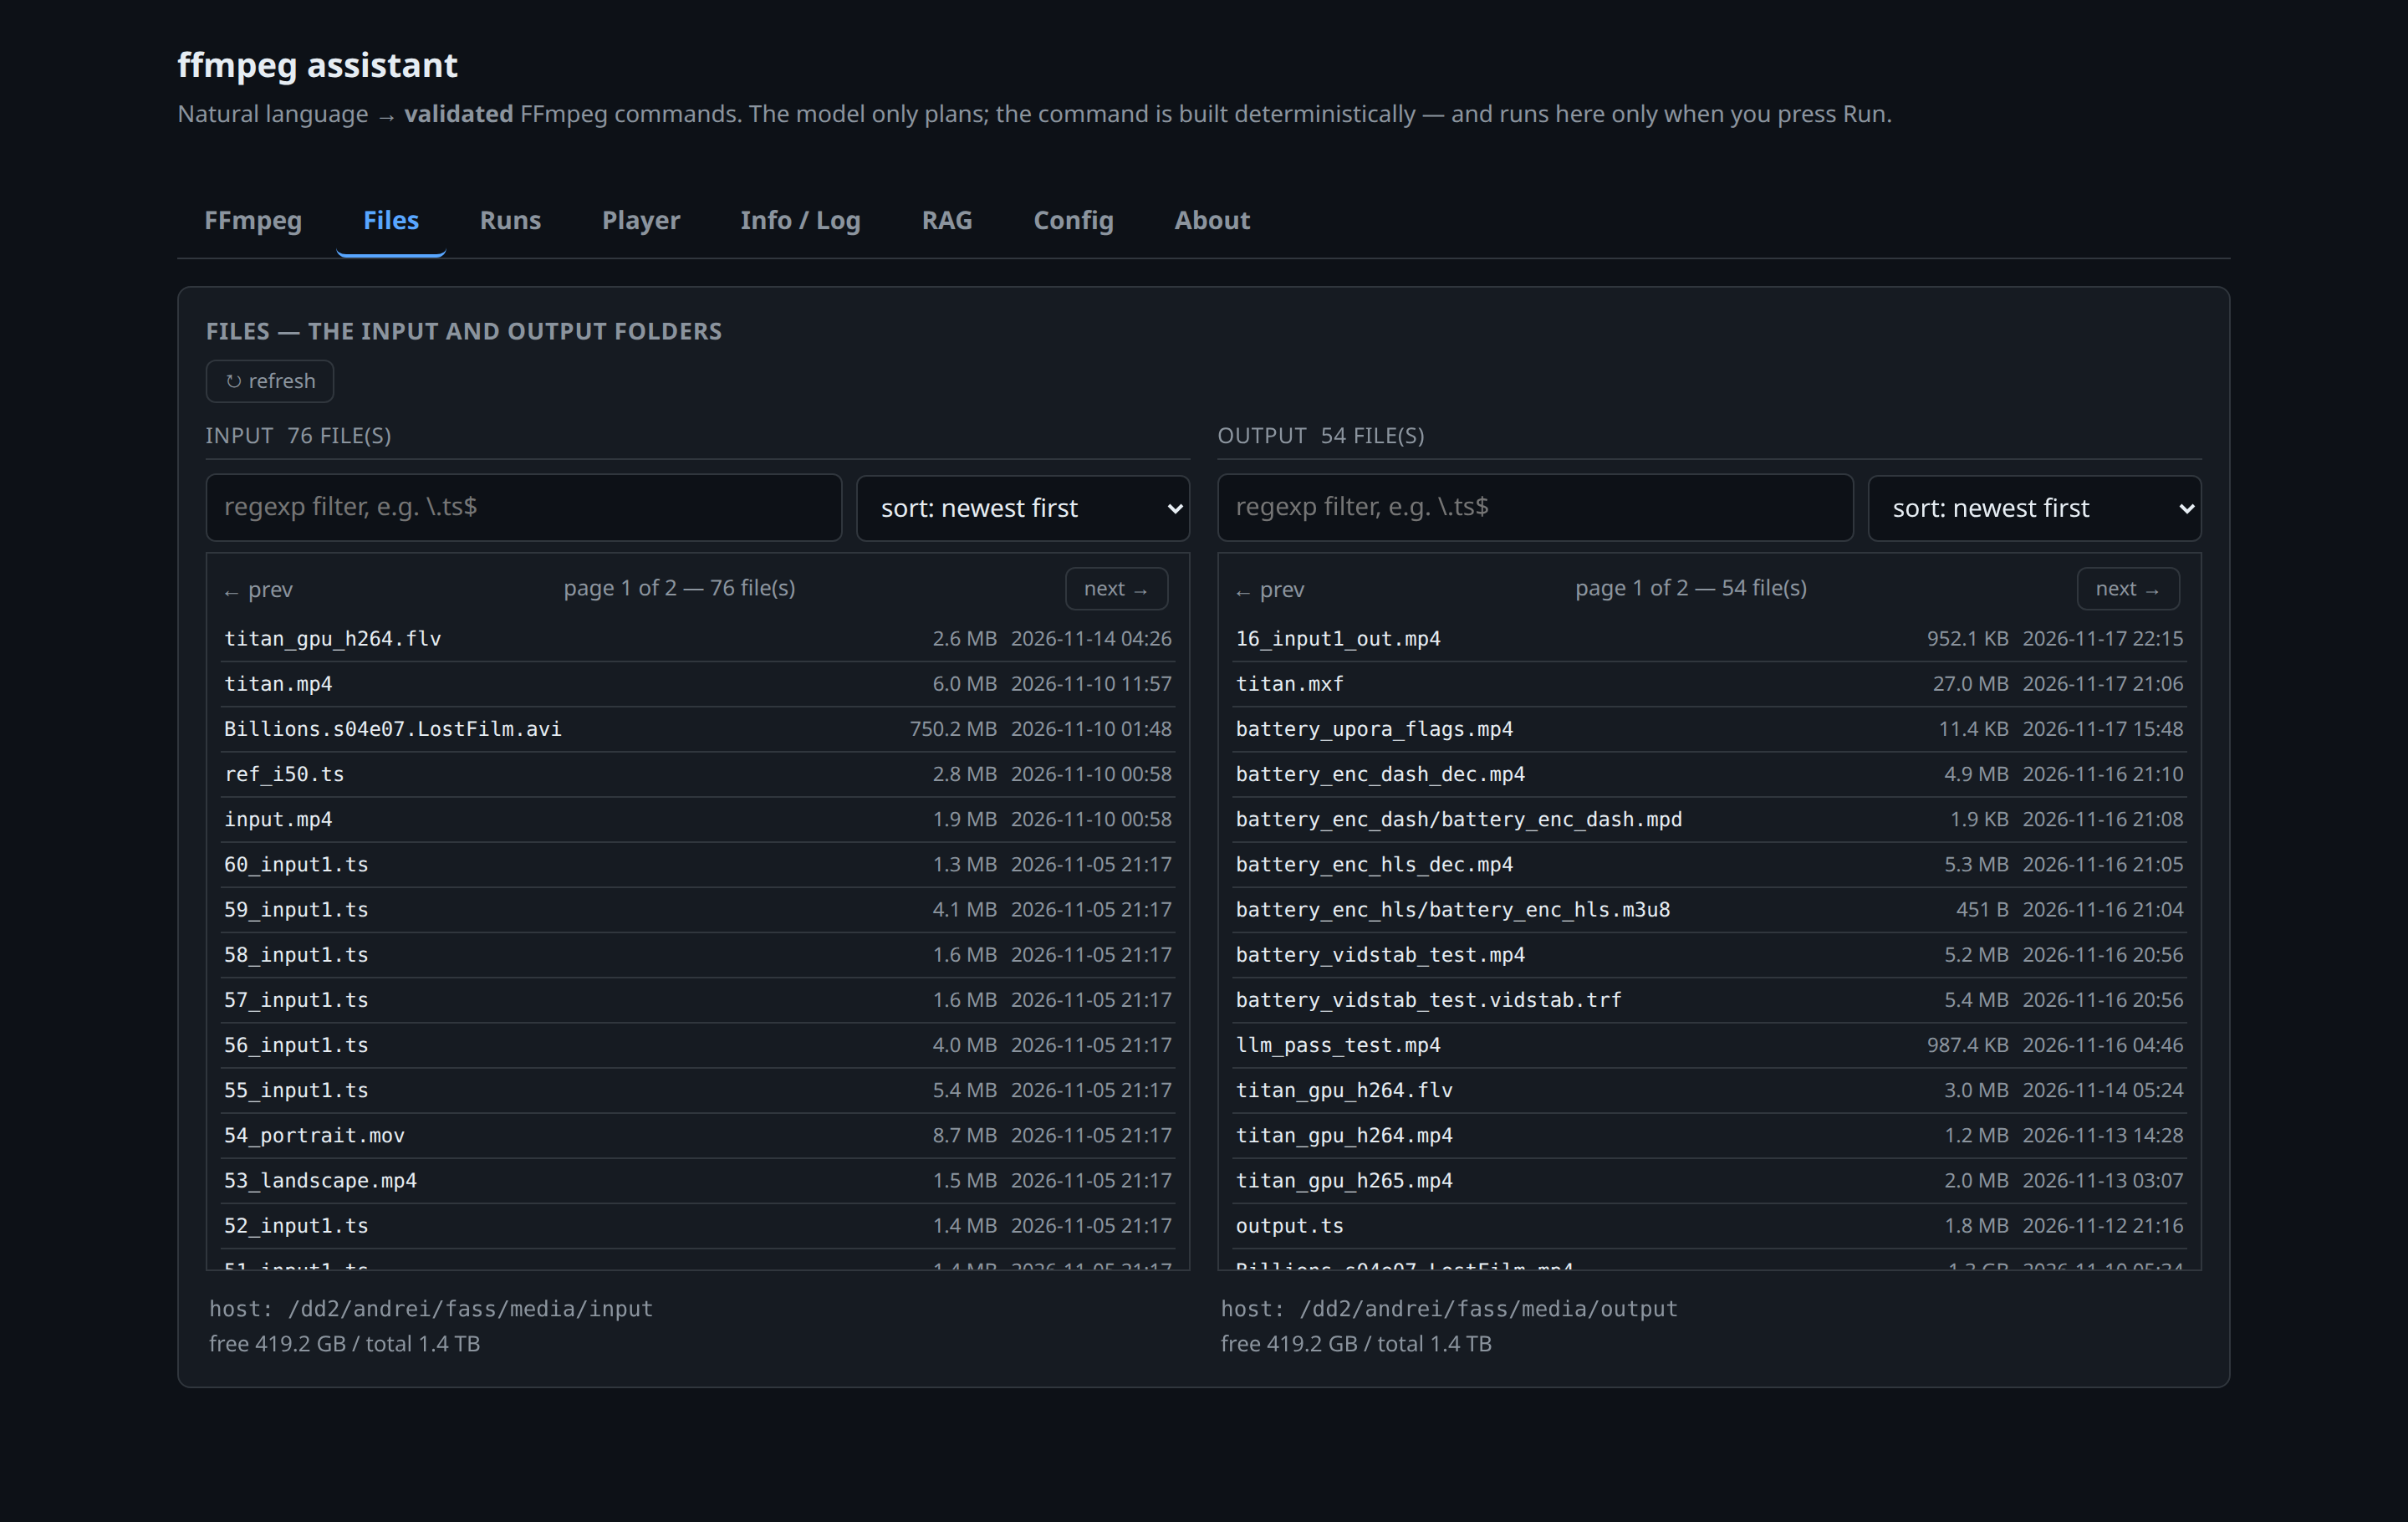 ffmpeg assistant
Natural language → validated FFmpeg commands. The model only plans; the command is built deterministically — and runs here only when you press Run.
FFmpeg Files Runs Player Info / Log RAG Config About
FILES — THE INPUT AND OUTPUT FOLDERS
↻ refresh
INPUT 76 FILE(S)
regexp filter, e.g. \.ts$ sort: newest first
← prev page 1 of 2 — 76 file(s) next →
titan_gpu_h264.flv 2.6 MB 2026-11-14 04:26
titan.mp4 6.0 MB 2026-11-10 11:57
Billions.s04e07.LostFilm.avi 750.2 MB 2026-11-10 01:48
ref_i50.ts 2.8 MB 2026-11-10 00:58
input.mp4 1.9 MB 2026-11-10 00:58
60_input1.ts 1.3 MB 2026-11-05 21:17
59_input1.ts 4.1 MB 2026-11-05 21:17
58_input1.ts 1.6 MB 2026-11-05 21:17
57_input1.ts 1.6 MB 2026-11-05 21:17
56_input1.ts 4.0 MB 2026-11-05 21:17
55_input1.ts 5.4 MB 2026-11-05 21:17
54_portrait.mov 8.7 MB 2026-11-05 21:17
53_landscape.mp4 1.5 MB 2026-11-05 21:17
52_input1.ts 1.4 MB 2026-11-05 21:17
51_input1.ts 1.4 MB 2026-11-05 21:17
host: /dd2/andrei/fass/media/input
free 419.2 GB / total 1.4 TB
OUTPUT 54 FILE(S)
regexp filter, e.g. \.ts$ sort: newest first
← prev page 1 of 2 — 54 file(s) next →
16_input1_out.mp4 952.1 KB 2026-11-17 22:15
titan.mxf 27.0 MB 2026-11-17 21:06
battery_upora_flags.mp4 11.4 KB 2026-11-17 15:48
battery_enc_dash_dec.mp4 4.9 MB 2026-11-16 21:10
battery_enc_dash/battery_enc_dash.mpd 1.9 KB 2026-11-16 21:08
battery_enc_hls_dec.mp4 5.3 MB 2026-11-16 21:05
battery_enc_hls/battery_enc_hls.m3u8 451 B 2026-11-16 21:04
battery_vidstab_test.mp4 5.2 MB 2026-11-16 20:56
battery_vidstab_test.vidstab.trf 5.4 MB 2026-11-16 20:56
llm_pass_test.mp4 987.4 KB 2026-11-16 04:46
titan_gpu_h264.flv 3.0 MB 2026-11-14 05:24
titan_gpu_h264.mp4 1.2 MB 2026-11-13 14:28
titan_gpu_h265.mp4 2.0 MB 2026-11-13 03:07
output.ts 1.8 MB 2026-11-12 21:16
Billions.s04e07.LostFilm.mp4
host: /dd2/andrei/fass/media/output
free 419.2 GB / total 1.4 TB